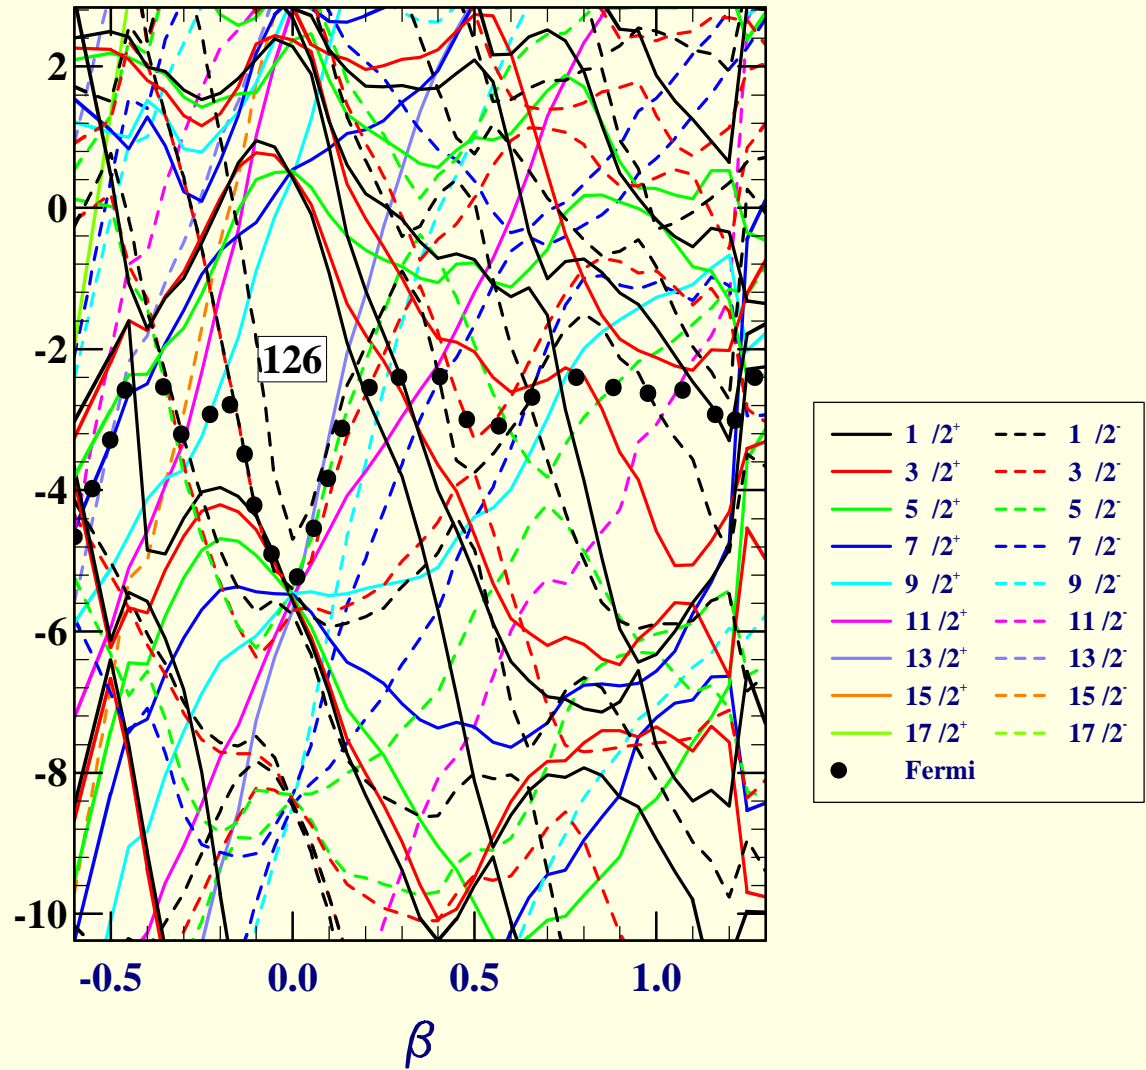 2
0
-2
126
-4
-6
-8
-10
-0.5 0.0 0.5 1.0
β
1 /2⁺ 1 /2⁻
3 /2⁺ 3 /2⁻
5 /2⁺ 5 /2⁻
7 /2⁺ 7 /2⁻
9 /2⁺ 9 /2⁻
11 /2⁺ 11 /2⁻
13 /2⁺ 13 /2⁻
15 /2⁺ 15 /2⁻
17 /2⁺ 17 /2⁻
Fermi